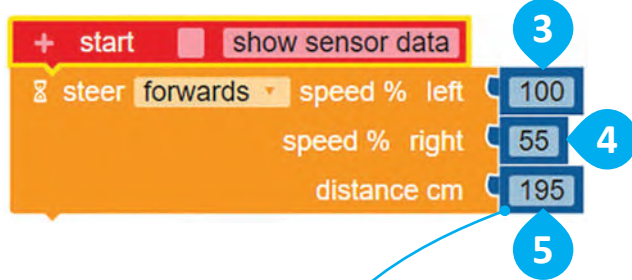 3
+ start show sensor data
steer forwards speed % left 100
speed % right 55 4
distance cm 195
5